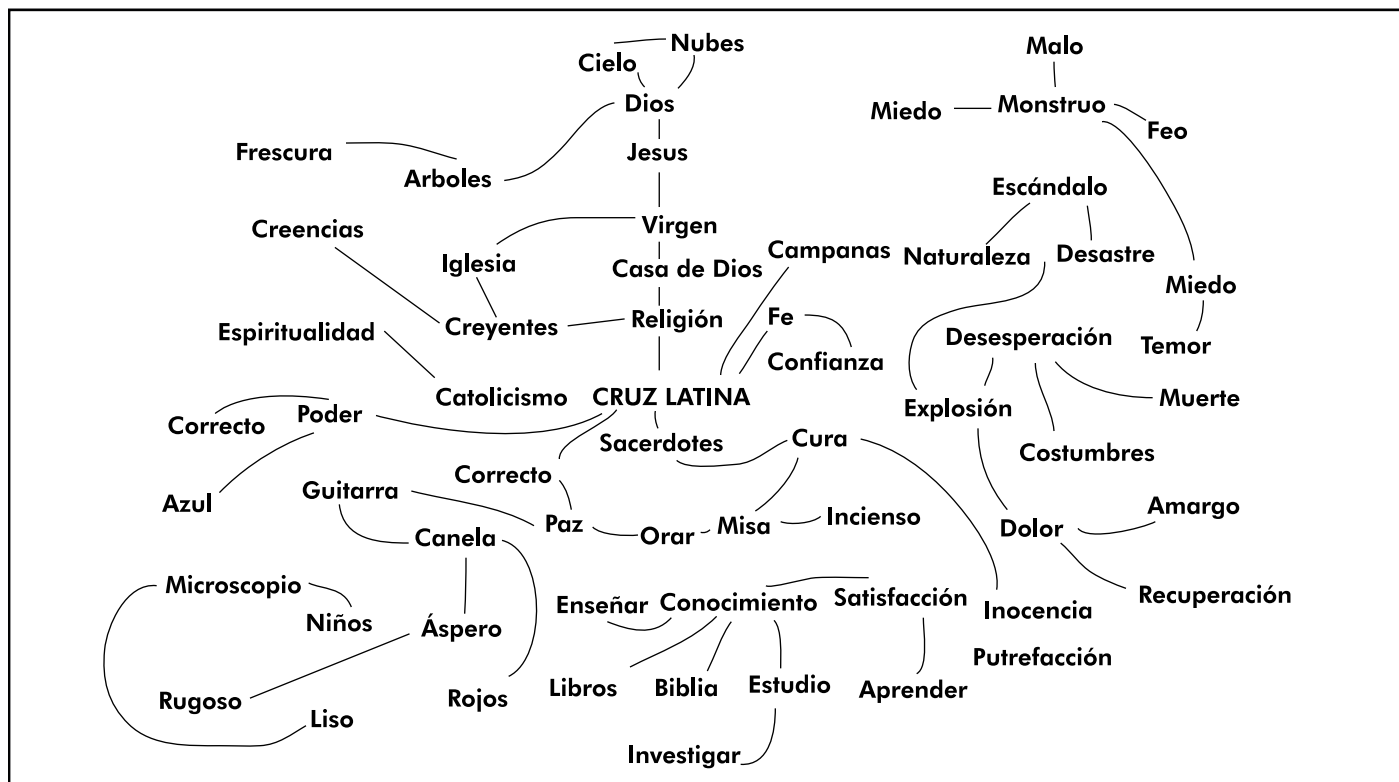 Nubes
Malo
Cielo
Dios
Miedo
Monstruo
Feo
Frescura
Jesus
Arboles
Escándalo
Creencias
Virgen
Campanas
Naturaleza
Desastre
Iglesia
Casa de Dios
Miedo
Espiritualidad
Creyentes
Religión
Fe
Desesperación
Temor
Confianza
Catolicismo
CRUZ LATINA
Muerte
Correcto
Poder
Explosión
Sacerdotes
Cura
Costumbres
Correcto
Azul
Guitarra
Amargo
Paz
Orar
Misa
Incienso
Dolor
Canela
Microscopio
Enseñar
Conocimiento
Satisfacción
Inocencia
Recuperación
Niños
Áspero
Putrefacción
Rugoso
Rojos
Libros
Biblia
Estudio
Aprender
Liso
Investigar